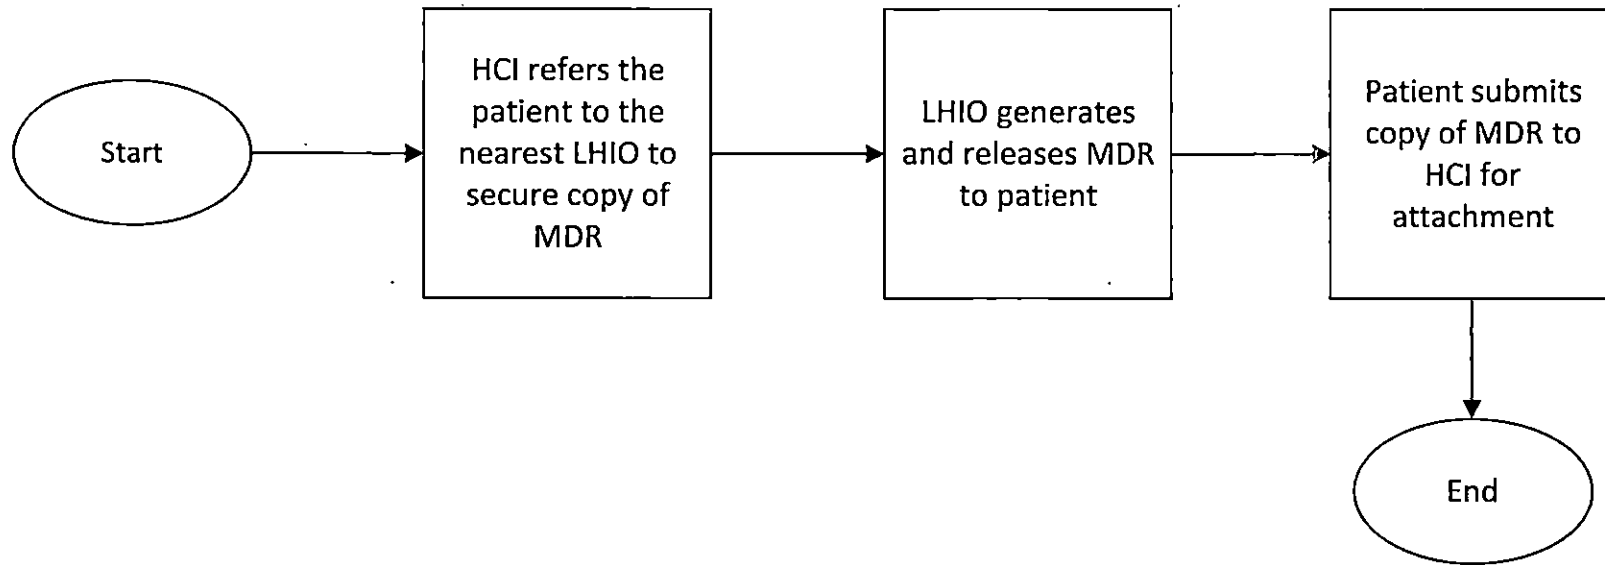 Start
HCI refers the
patient to the
nearest LHIO to
secure copy of
MDR
LHIO generates
and releases MDR
to patient
Patient submits
copy of MDR to
HCI for
attachment
End